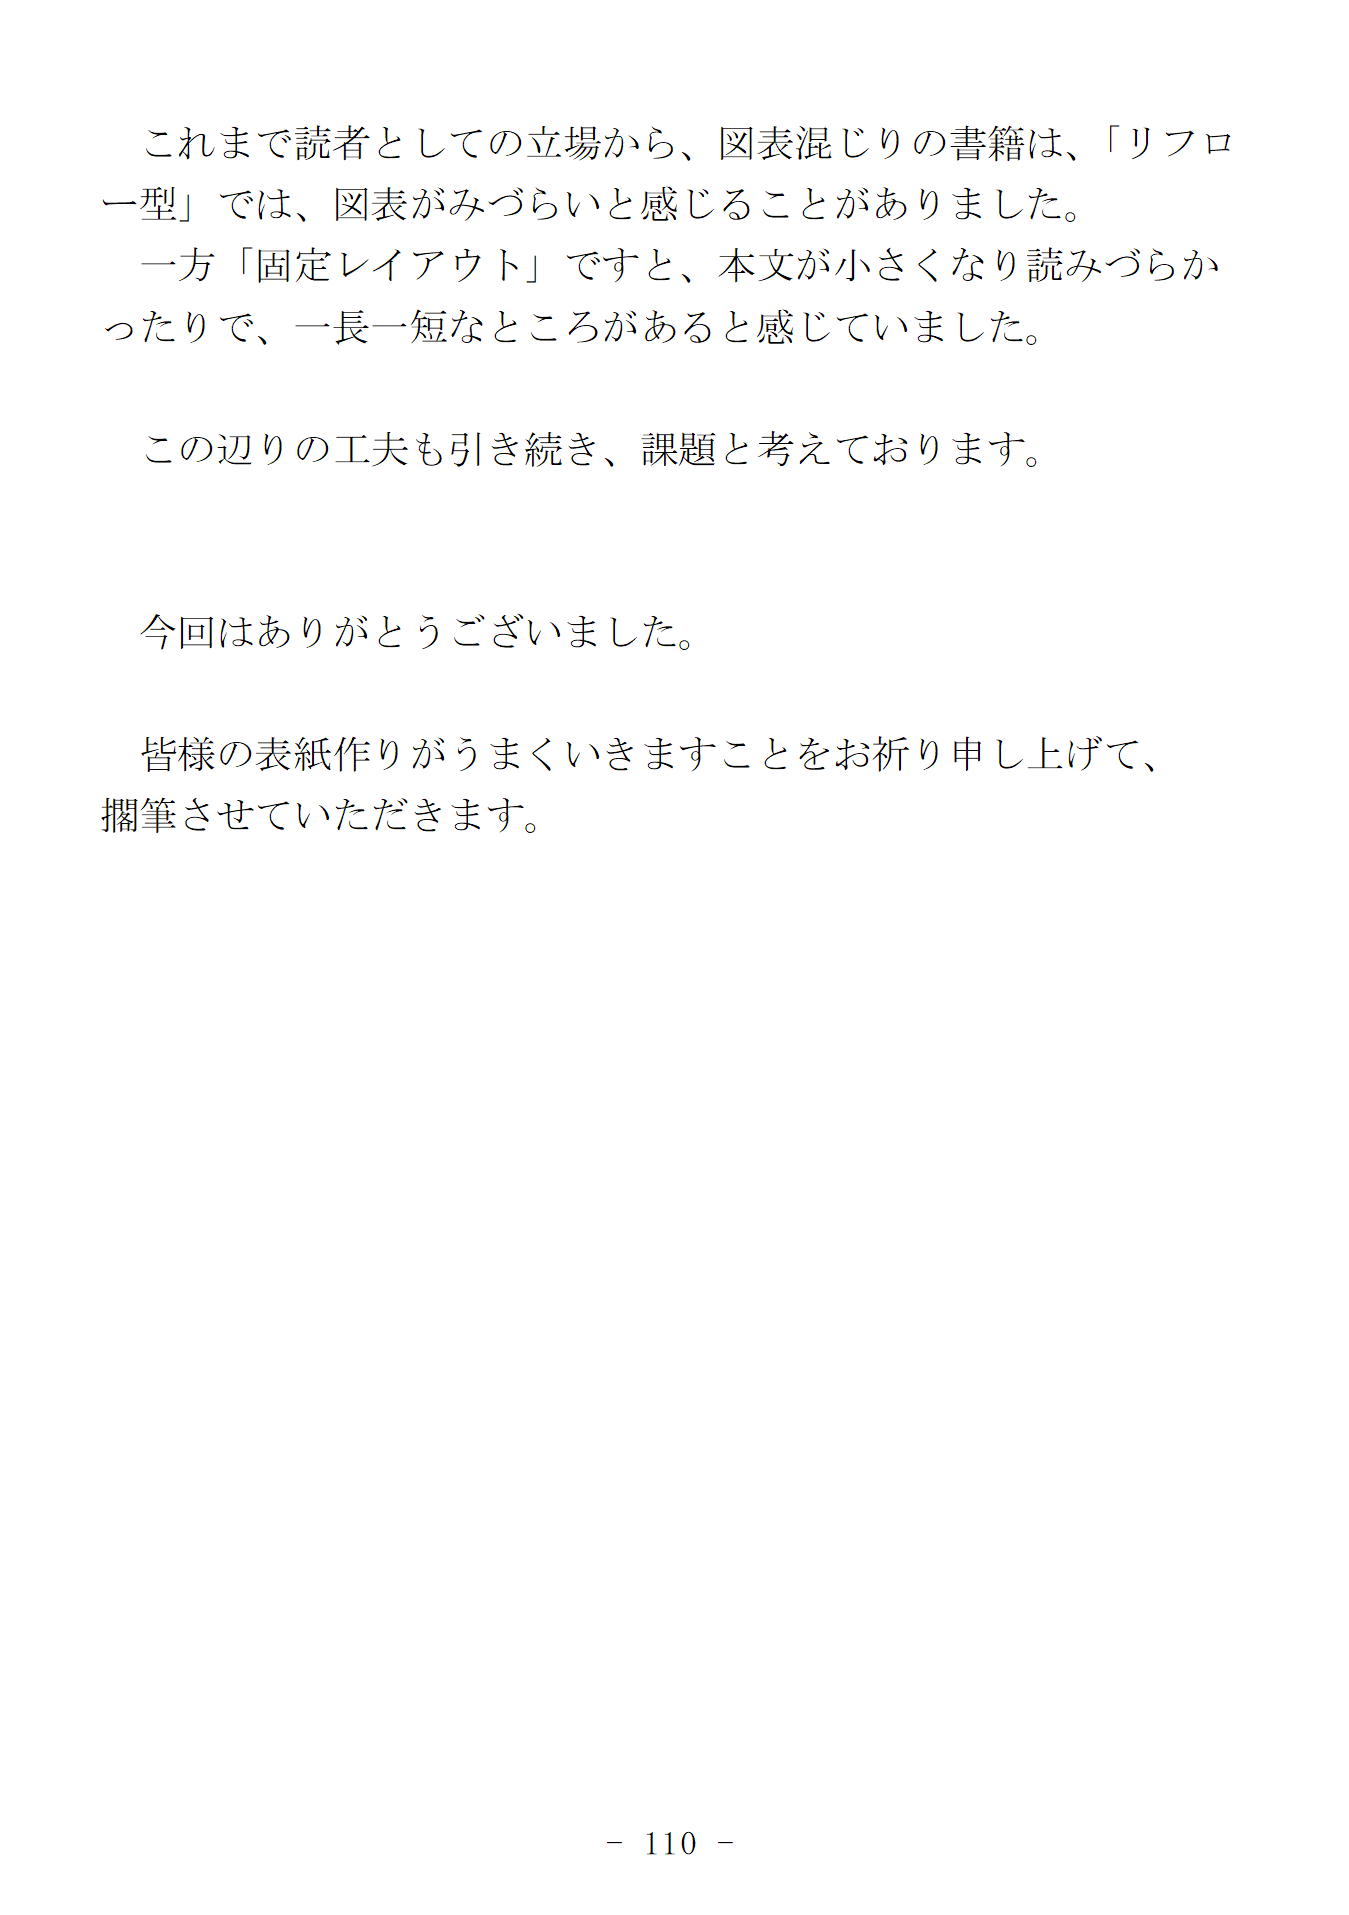 これまで読者としての立場から、図表混じりの書籍は、「リフロ
ー型」では、図表がみづらいと感じることがありました。
　一方「固定レイアウト」ですと、本文が小さくなり読みづらか
ったりで、一長一短なところがあると感じていました。
　この辺りの工夫も引き続き、課題と考えております。
　今回はありがとうございました。
　皆様の表紙作りがうまくいきますことをお祈り申し上げて、
擱筆させていただきます。
- 110 -